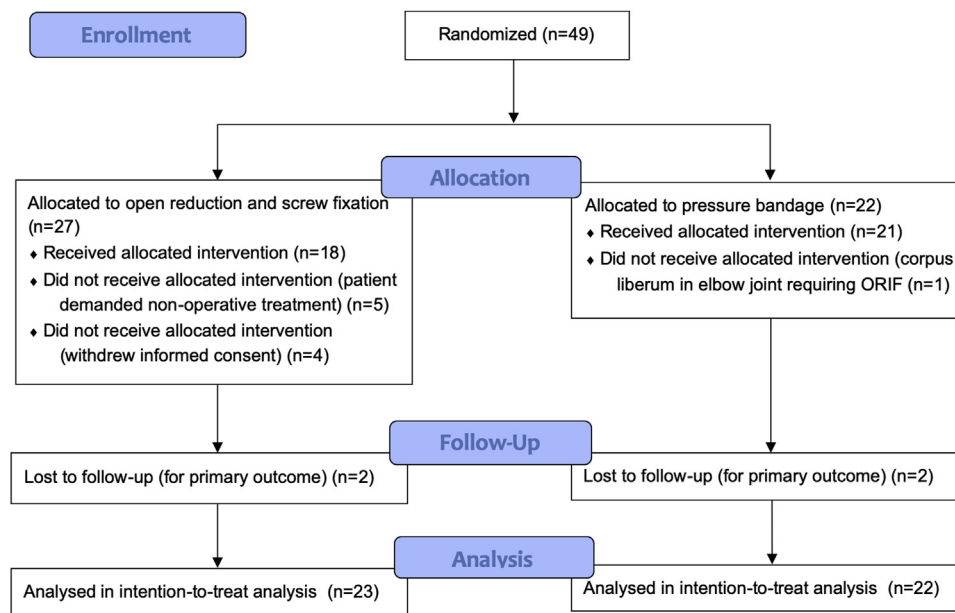 Enrollment
Randomized (n=49)
Allocation
Allocated to open reduction and screw fixation
(n=27)
♦ Received allocated intervention (n=18)
♦ Did not receive allocated intervention (patient
demanded non-operative treatment) (n=5)
♦ Did not receive allocated intervention
(withdrew informed consent) (n=4)
Allocated to pressure bandage (n=22)
♦ Received allocated intervention (n=21)
♦ Did not receive allocated intervention (corpus
liberum in elbow joint requiring ORIF (n=1)
Follow-Up
Lost to follow-up (for primary outcome) (n=2)
Lost to follow-up (for primary outcome) (n=2)
Analysis
Analysed in intention-to-treat analysis (n=23)
Analysed in intention-to-treat analysis (n=22)